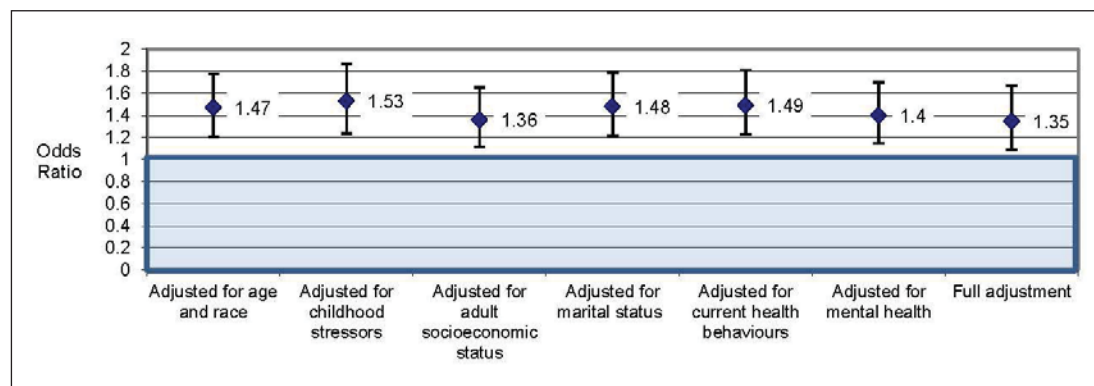 2
1.8
1.6
1.4
1.2
1
0.8
0.6
0.4
0.2
0
Odds
Ratio
1.47
1.53
1.36
1.48
1.49
1.4
1.35
Adjusted for age
and race
Adjusted for
childhood
stressors
Adjusted for
adult
socioeconomic
status
Adjusted for
marital status
Adjusted for
current health
behaviours
Adjusted for
mental health
Full adjustment